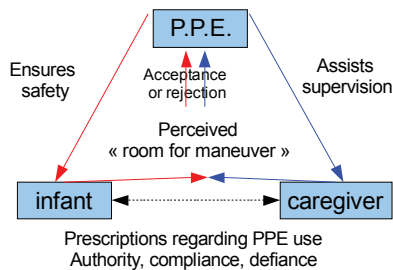 P.P.E.
Ensures
safety
Acceptance
or rejection
Assists
supervision
Perceived
« room for maneuver »
infant
caregiver
Prescriptions regarding PPE use
Authority, compliance, defiance